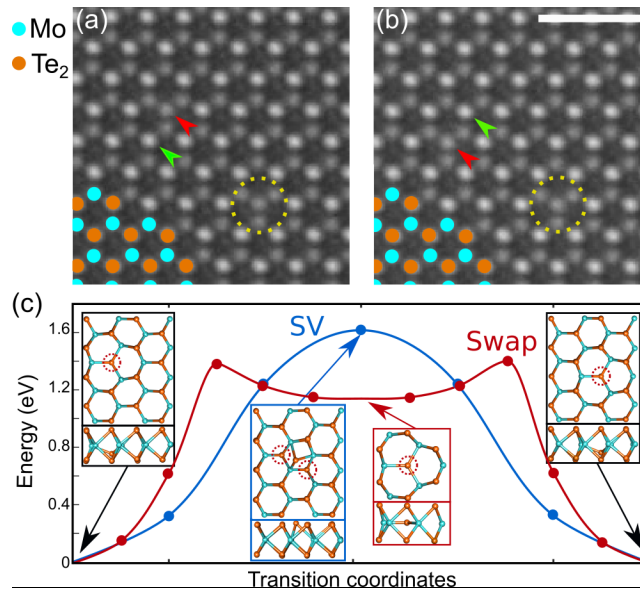 (a)
(b)
Mo
Te₂
(c)
SV
Swap
1.6
1.2
0.8
0.4
0
Energy (eV)
Transition coordinates